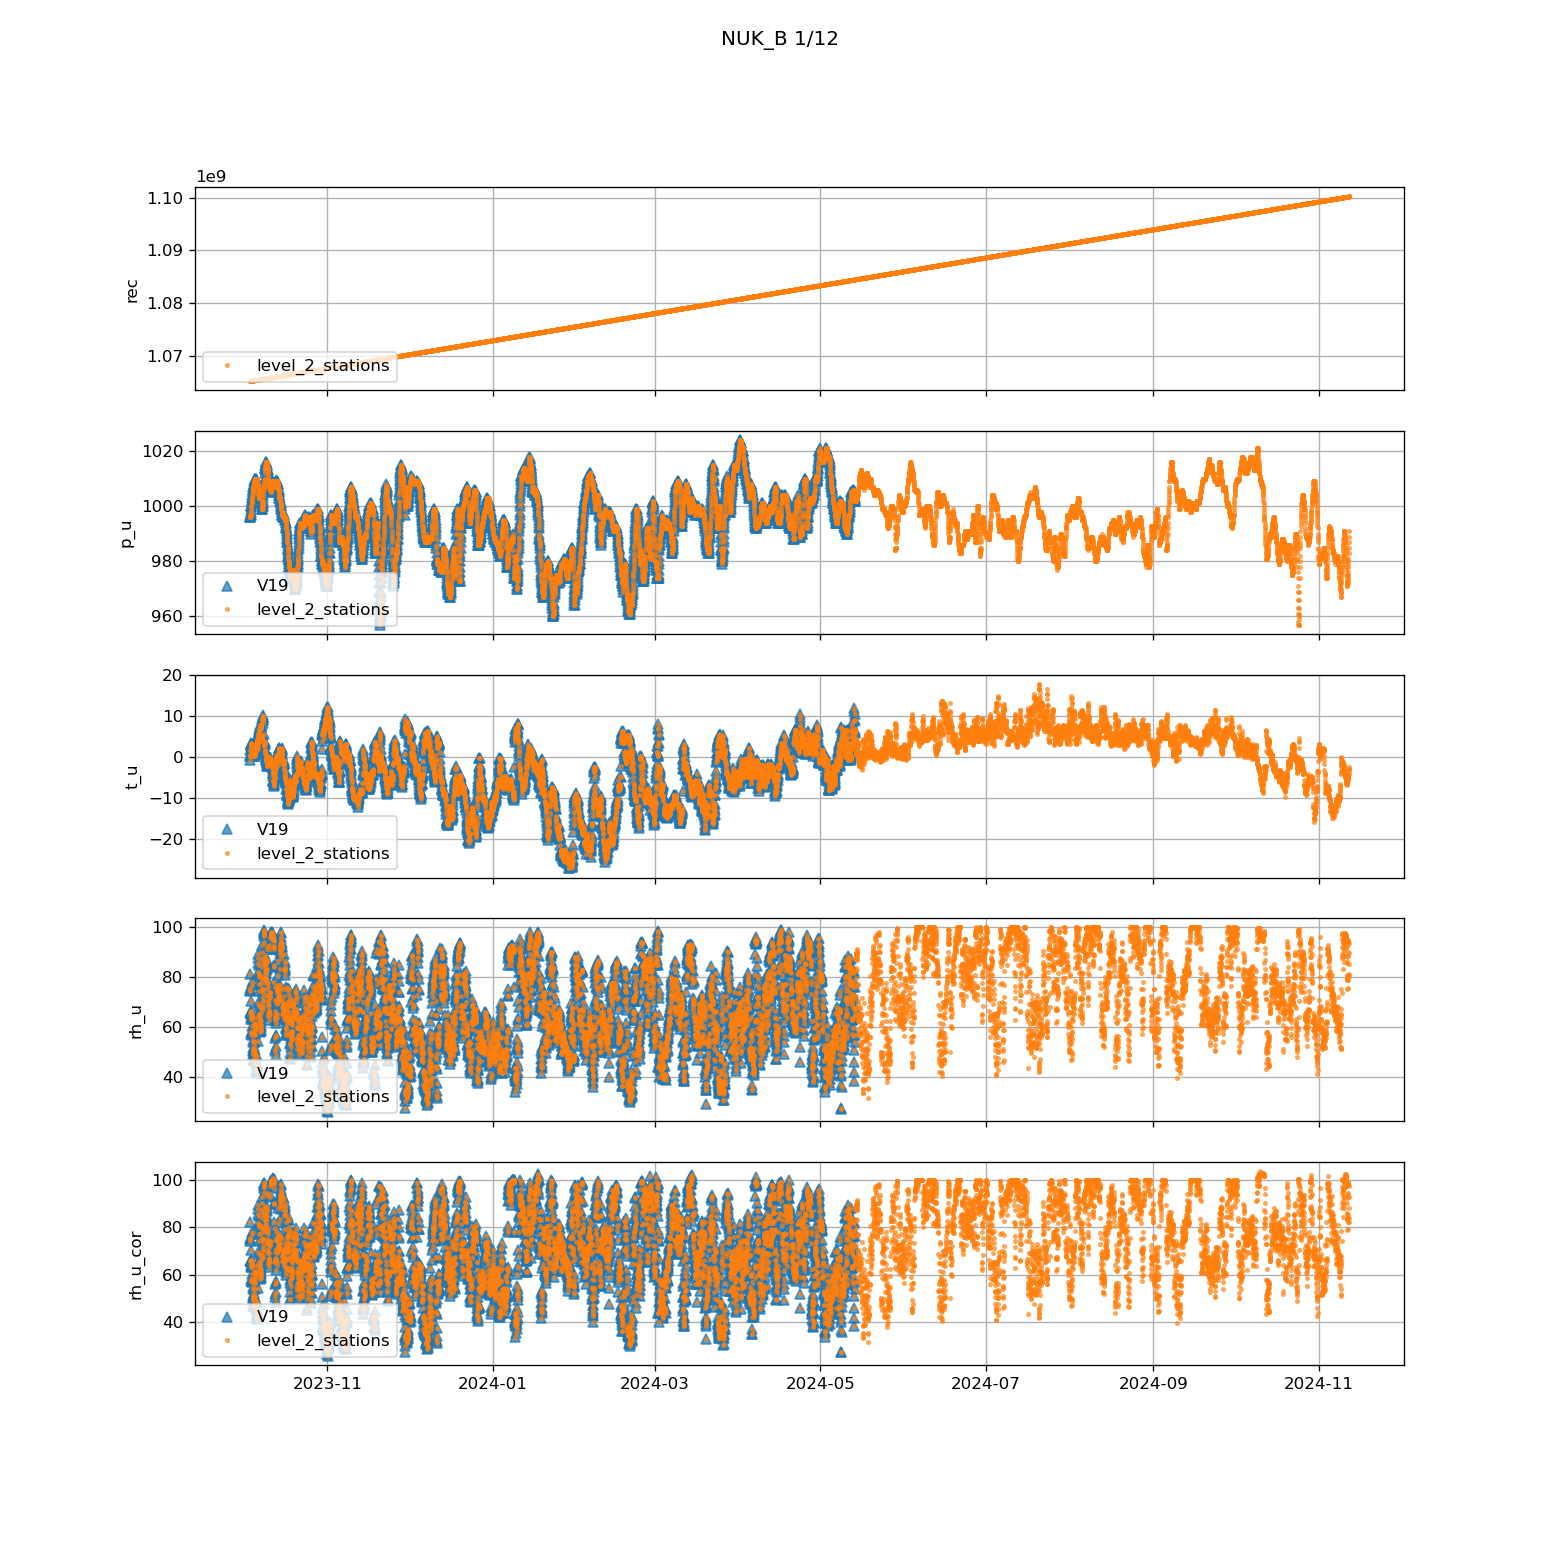 NUK_B 1/12
1e9
1.10
1.09
1.08
1.07
rec
level_2_stations
1020
1000
980
960
p_u
V19
level_2_stations
20
10
0
−10
−20
t_u
V19
level_2_stations
100
80
60
40
rh_u
V19
level_2_stations
100
80
60
40
rh_u_cor
V19
level_2_stations
2023-11 2024-01 2024-03 2024-05 2024-07 2024-09 2024-11